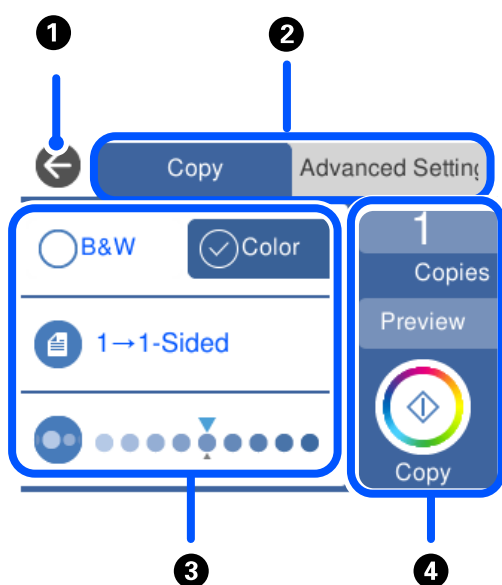 1 2
Copy Advanced Setting
B&W Color
1
Copies
1→1-Sided
Preview
Copy
3 4